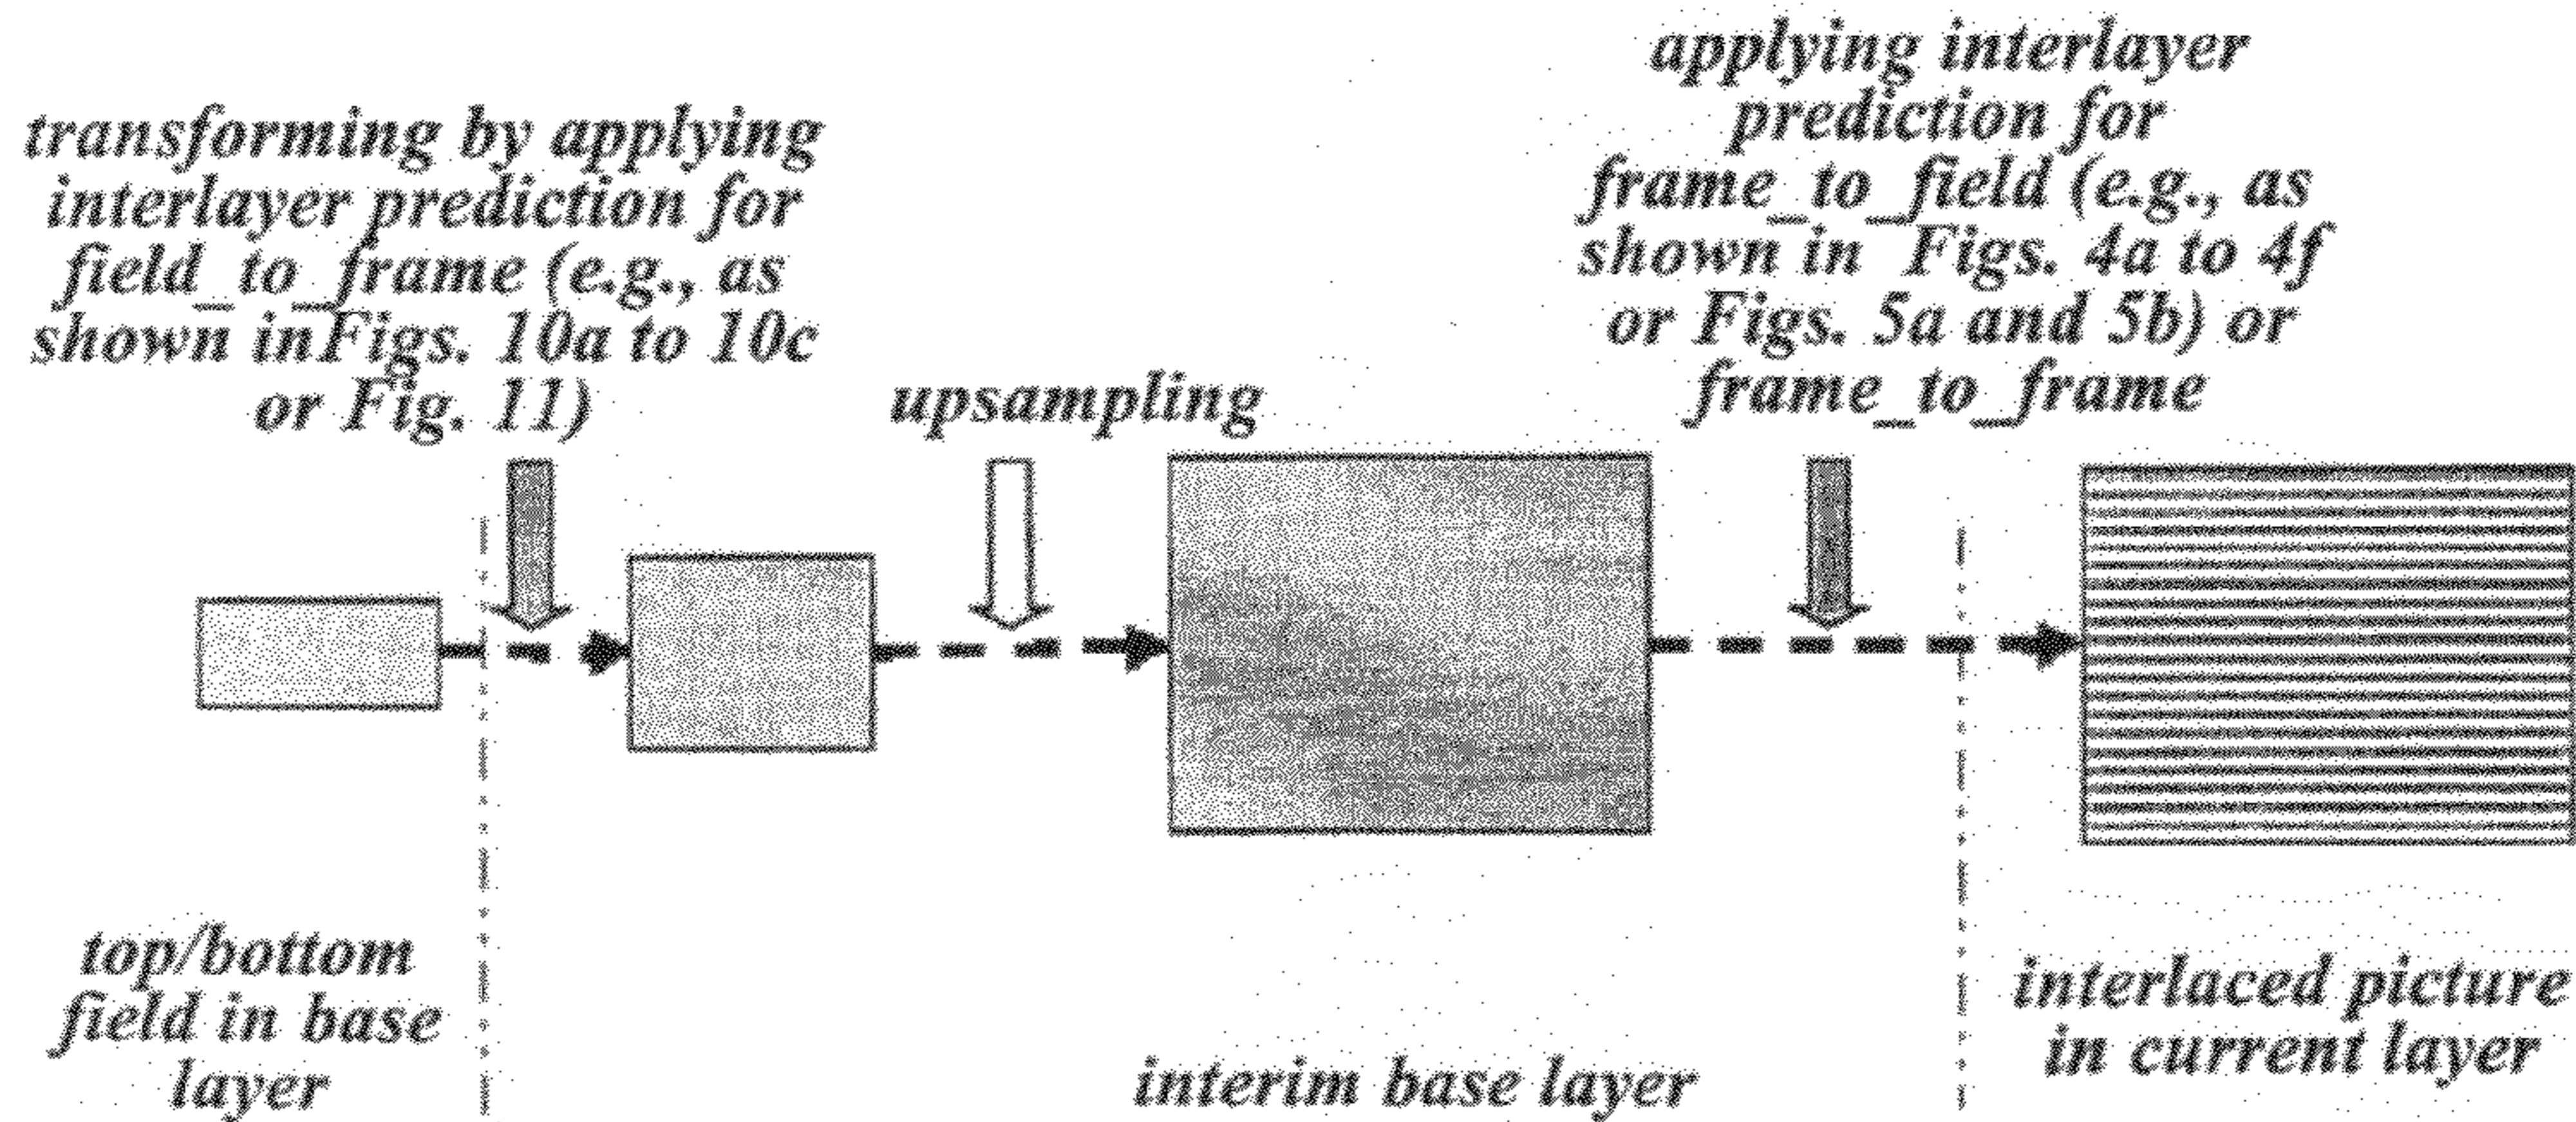 transforming by applying
interlayer prediction for
field_to_frame (e.g., as
shown inFigs. 10a to 10c
or Fig. 11)
upsampling
applying interlayer
prediction for
frame_to_field (e.g., as
shown in Figs. 4a to 4f
or Figs. 5a and 5b) or
frame_to_frame
top/bottom
field in base
layer
interim base layer
interlaced picture
in current layer